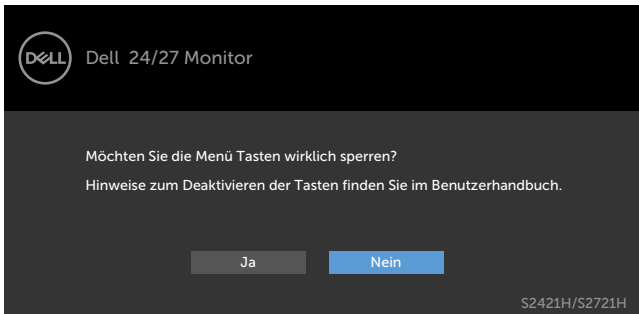 DELL
Dell 24/27 Monitor
Möchten Sie die Menü Tasten wirklich sperren?
Hinweise zum Deaktivieren der Tasten finden Sie im Benutzerhandbuch.
Ja
Nein
S2421H/S2721H